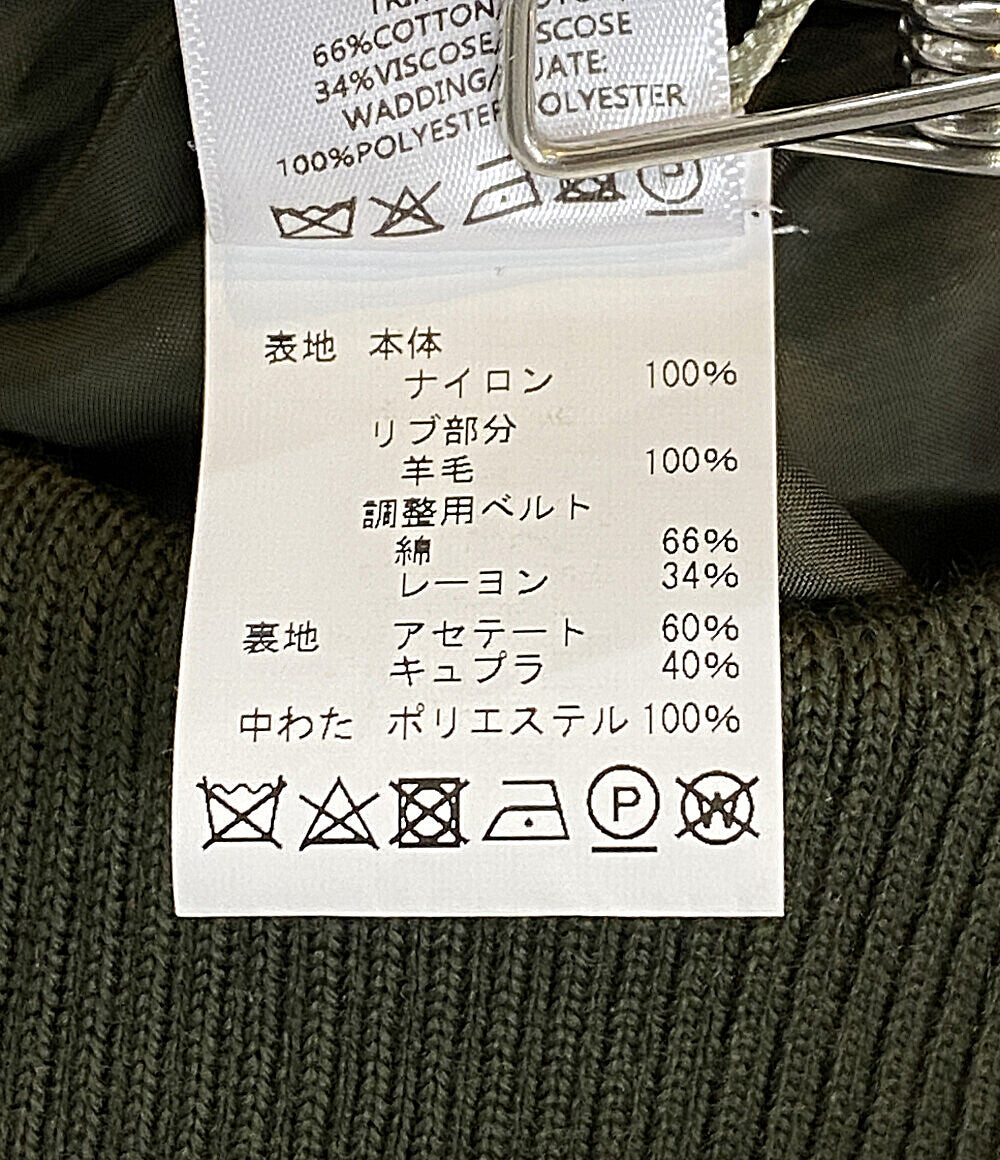 66%COTTON/
34%VISCOSE/VISCOSE
WADDING/
100%POLYESTER POLYESTER
P
表地 本体
ナイロン 100%
リブ部分
羊毛 100%
調整用ベルト
綿 66%
レーヨン 34%
裏地 アセテート 60%
キュプラ 40%
中わた ポリエステル 100%
P W